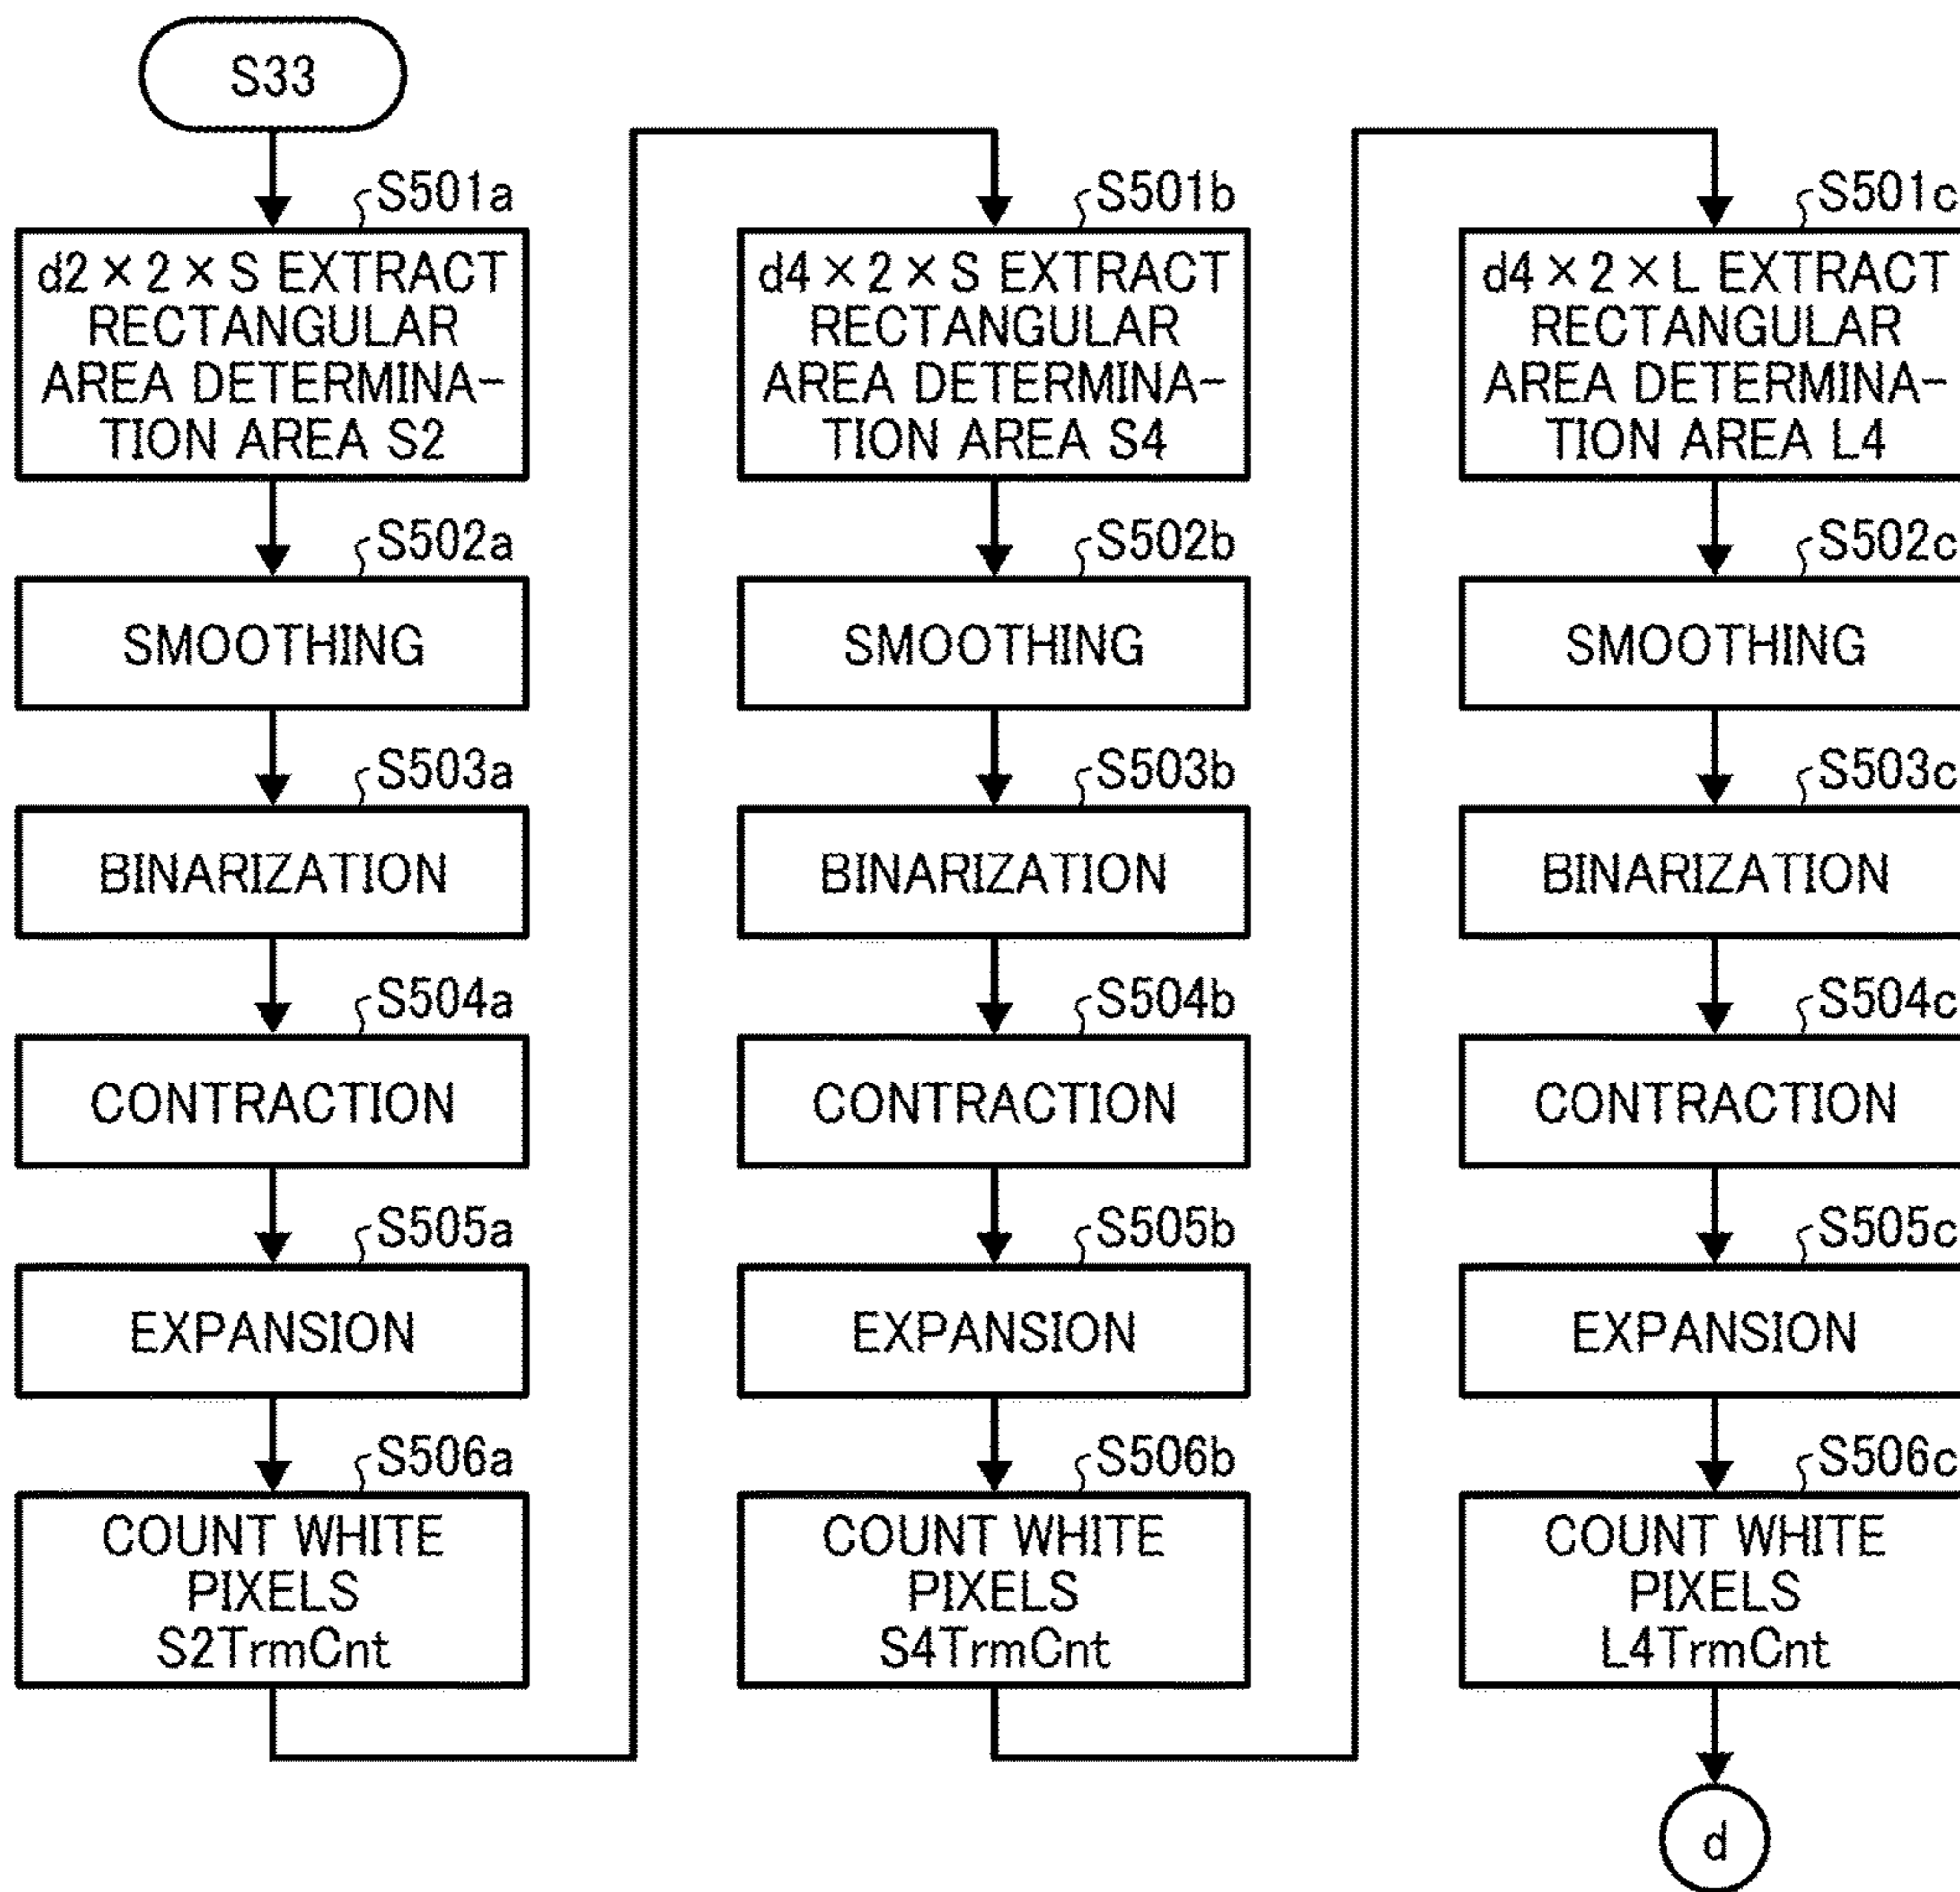 S33
S501a
d2 × 2 × S EXTRACT
RECTANGULAR
AREA DETERMINA-
TION AREA S2
S502a
SMOOTHING
S503a
BINARIZATION
S504a
CONTRACTION
S505a
EXPANSION
S506a
COUNT WHITE
PIXELS
S2TrmCnt
S501b
d4 × 2 × S EXTRACT
RECTANGULAR
AREA DETERMINA-
TION AREA S4
S502b
SMOOTHING
S503b
BINARIZATION
S504b
CONTRACTION
S505b
EXPANSION
S506b
COUNT WHITE
PIXELS
S4TrmCnt
S501c
d4 × 2 × L EXTRACT
RECTANGULAR
AREA DETERMINA-
TION AREA L4
S502c
SMOOTHING
S503c
BINARIZATION
S504c
CONTRACTION
S505c
EXPANSION
S506c
COUNT WHITE
PIXELS
L4TrmCnt
d